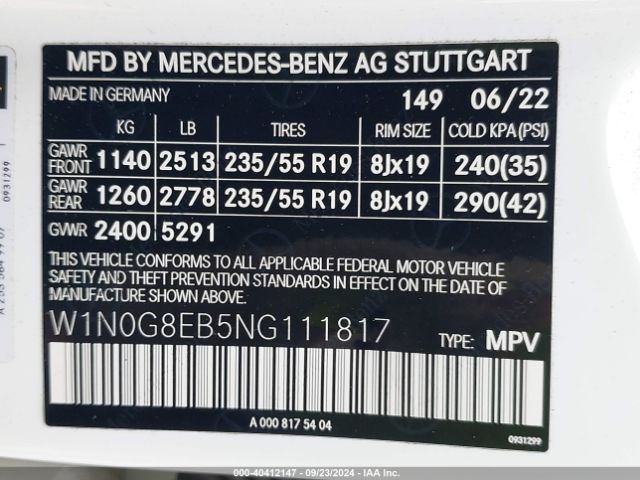 MFD BY MERCEDES-BENZ AG STUTTGART
MADE IN GERMANY 149 06/22
KG LB TIRES RIM SIZE COLD KPA (PSI)
GAWR FRONT 1140 2513 235/55 R19 8Jx19 240(35)
GAWR REAR 1260 2778 235/55 R19 8Jx19 290(42)
GVWR 2400 5291
THIS VEHICLE CONFORMS TO ALL APPLICABLE FEDERAL MOTOR VEHICLE
SAFETY AND THEFT PREVENTION STANDARDS IN EFFECT ON THE DATE OF
MANUFACTURE SHOWN ABOVE.
W1N0G8EB5NG111817 TYPE: MPV
A 000 817 54 04
0931299
0931299
000-40412147 - 09/23/2024 - IAA Inc.